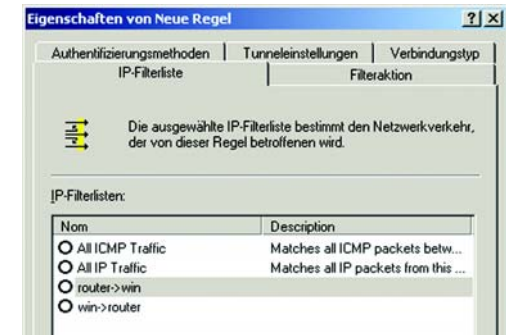 Eigenschaften von Neue Regel
Authentifizierungsmethoden Tunneleinstellungen Verbindungstyp
IP-Filterliste Filteraktion
Die ausgewählte IP-Filterliste bestimmt den Netzwerkverkehr,
der von dieser Regel betroffenen wird.
IP-Filterlisten:
Nom Description
All ICMP Traffic Matches all ICMP packets betw...
All IP Traffic Matches all IP packets from this ...
router->win
win->router